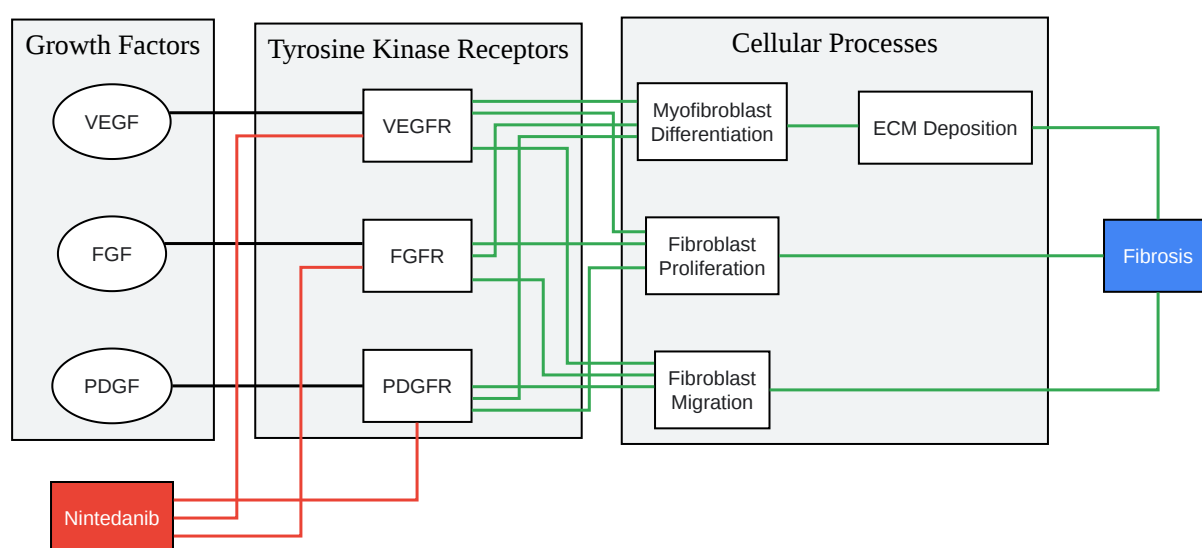 Growth Factors
Tyrosine Kinase Receptors
Cellular Processes
VEGF
VEGFR
Myofibroblast
Differentiation
ECM Deposition
FGF
FGFR
Fibroblast
Proliferation
Fibrosis
PDGF
PDGFR
Fibroblast
Migration
Nintedanib